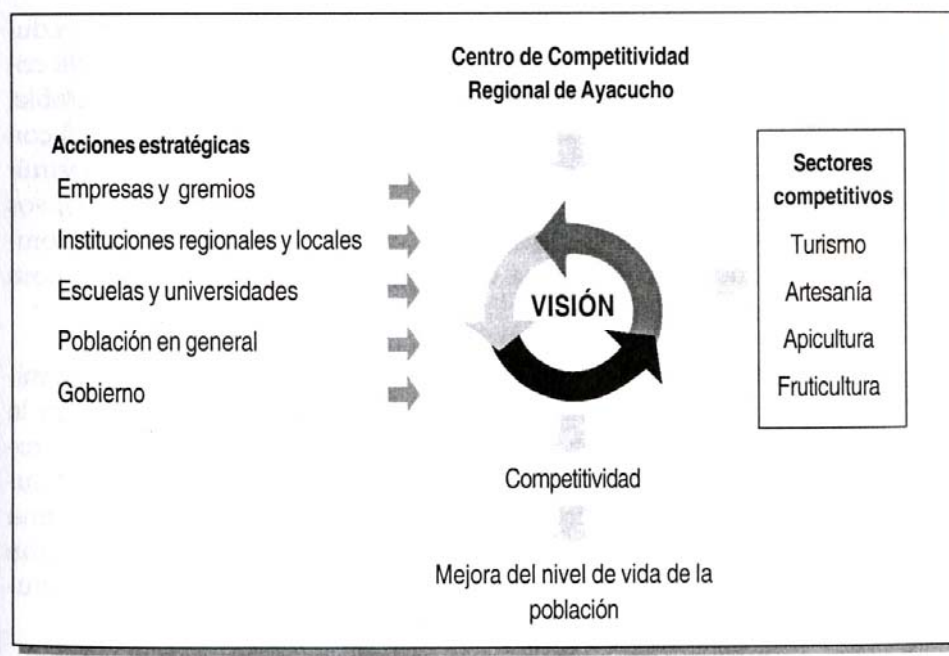 Centro de Competitividad
Regional de Ayacucho
Acciones estratégicas
Empresas y gremios
Instituciones regionales y locales
Escuelas y universidades
Población en general
Gobierno
VISIÓN
Sectores
competitivos
Turismo
Artesanía
Apicultura
Fruticultura
Competitividad
Mejora del nivel de vida de la
población